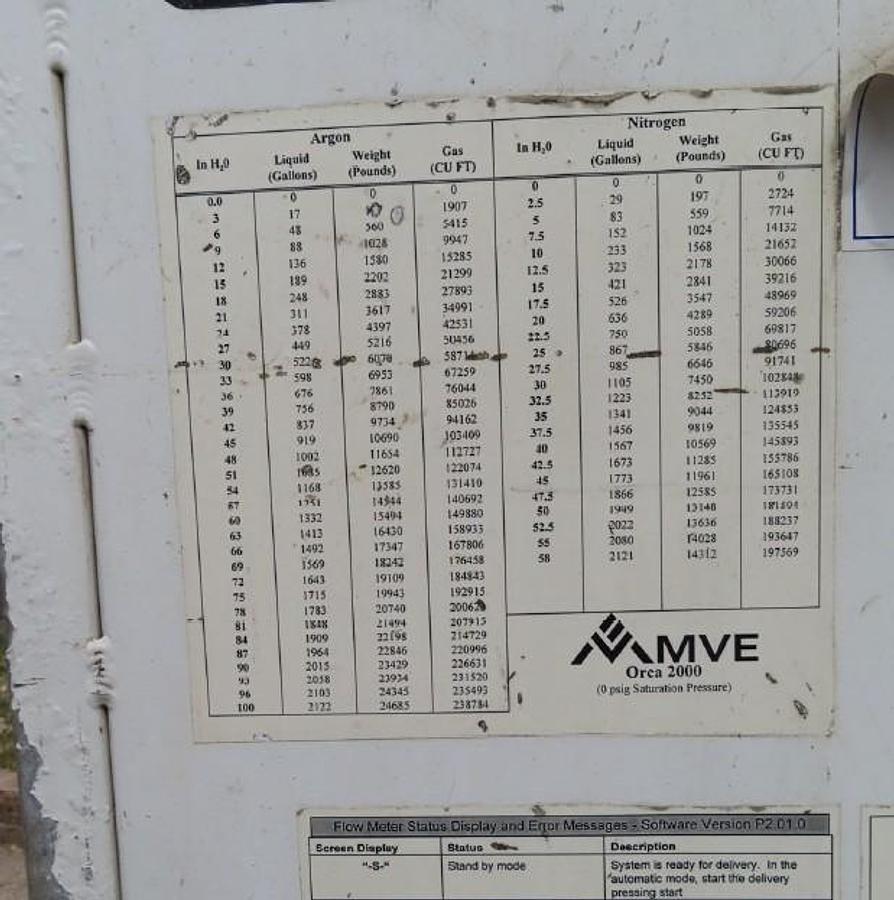 Argon
In H₂0 Liquid (Gallons) Weight (Pounds) Gas (CU FT)
0.0 0 0 0
3 17 1907
6 48 560 5415
9 88 1028 9947
12 136 1580 15285
15 189 2202 21299
18 248 2883 27893
21 311 3617 34991
24 378 4397 42531
27 449 5216 50456
30 522 6070
33 598 6953 67259
36 676 7861 76044
39 756 8790 85026
42 837 9734 94162
45 919 10690 103409
48 1002 11654 112727
51 1085 12620 122074
54 1168 13585 131410
57 1251 14544 140692
60 1332 15494 149880
63 1413 16430 158933
66 1492 17347 167806
69 1569 18242 176458
72 1643 19109 184843
75 1715 19943 192915
78 1783 20740
81 1848 21494 207915
84 1909 22198 214729
87 1964 22846 220996
90 2015 23429 226631
93 2058 23934 231520
96 2103 24345 235493
100 2122 24685 238784
Nitrogen
In H₂0 Liquid (Gallons) Weight (Pounds) Gas (CU FT)
0 0 0 0
2.5 29 197 2724
5 83 559 7714
7.5 152 1024 14132
10 233 1568 21652
12.5 323 2178 30066
15 421 2841 39216
17.5 526 3547 48969
20 636 4289 59206
22.5 750 5058 69817
25 867 5846 80696
27.5 985 6646 91741
30 1105 7450 102848
32.5 1223 8252 113919
35 1341 9044 124853
37.5 1456 9819 135545
40 1567 10569 145893
42.5 1673 11285 155786
45 1773 11961 165108
47.5 1866 12585 173731
50 1949 13140 181504
52.5 2022 13636 188237
55 2080 14028 193647
58 2121 14312 197569
MVE
Orca 2000
(0 psig Saturation Pressure)
Flow Meter Status Display and Error Messages - Software Version P2.01.0
Screen Display Status Description
"-S-" Stand by mode System is ready for delivery. In the
automatic mode, start the delivery
pressing start